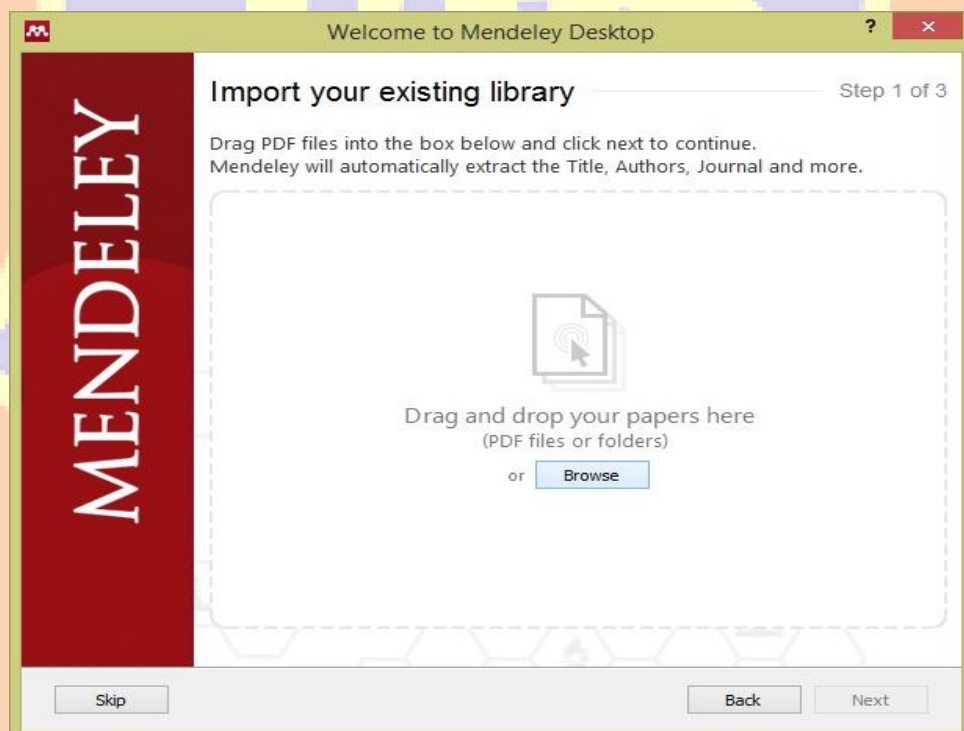 Welcome to Mendeley Desktop
?
MENDELEY
Import your existing library
Step 1 of 3
Drag PDF files into the box below and click next to continue.
Mendeley will automatically extract the Title, Authors, Journal and more.
Drag and drop your papers here
(PDF files or folders)
or Browse
Skip
Back
Next